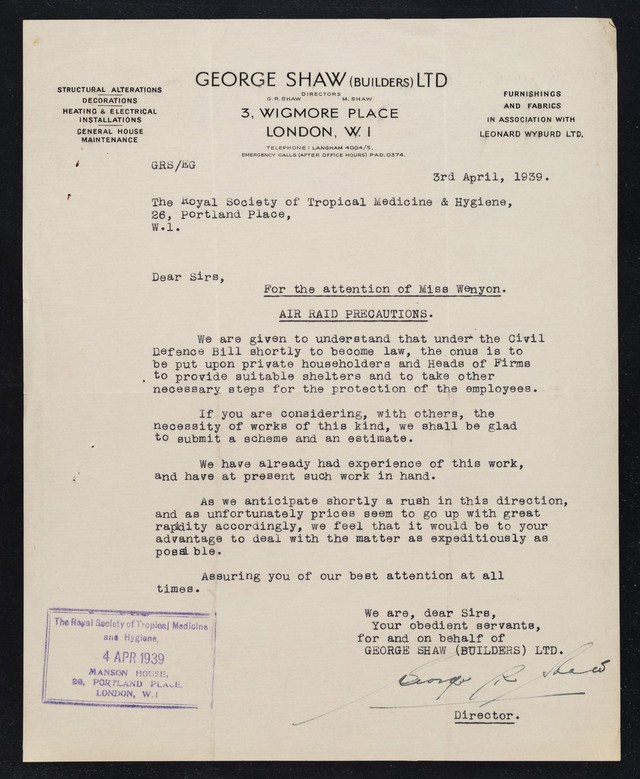 STRUCTURAL ALTERATIONS
DECORATIONS
HEATING & ELECTRICAL
INSTALLATIONS
GENERAL HOUSE
MAINTENANCE
GEORGE SHAW (BUILDERS) LTD
DIRECTORS
G.R. SHAW M. SHAW
3, WIGMORE PLACE
LONDON, W.1
TELEPHONE: LANGHAM 4004/5.
EMERGENCY CALLS (AFTER OFFICE HOURS) PAD. 0374.
FURNISHINGS
AND FABRICS
IN ASSOCIATION WITH
LEONARD WYBURD LTD.
GRS/EG
3rd April, 1939.
The Royal Society of Tropical Medicine & Hygiene,
26, Portland Place,
W.1.
Dear Sirs,
For the attention of Miss Wenyon.
AIR RAID PRECAUTIONS.
We are given to understand that under the Civil
Defence Bill shortly to become law, the onus is to
be put upon private householders and Heads of Firms
to provide suitable shelters and to take other
necessary steps for the protection of the employees.
If you are considering, with others, the
necessity of works of this kind, we shall be glad
to submit a scheme and an estimate.
We have already had experience of this work,
and have at present such work in hand.
As we anticipate shortly a rush in this direction,
and as unfortunately prices seem to go up with great
rapidity accordingly, we feel that it would be to your
advantage to deal with the matter as expeditiously as
possible.
Assuring you of our best attention at all
times.
We are, dear Sirs,
Your obedient servants,
for and on behalf of
GEORGE SHAW (BUILDERS) LTD.
George R. Shaw
Director.
The Royal Society of Tropical Medicine
and Hygiene,
4 APR 1939
MANSON HOUSE.
26, PORTLAND PLACE,
LONDON, W.1